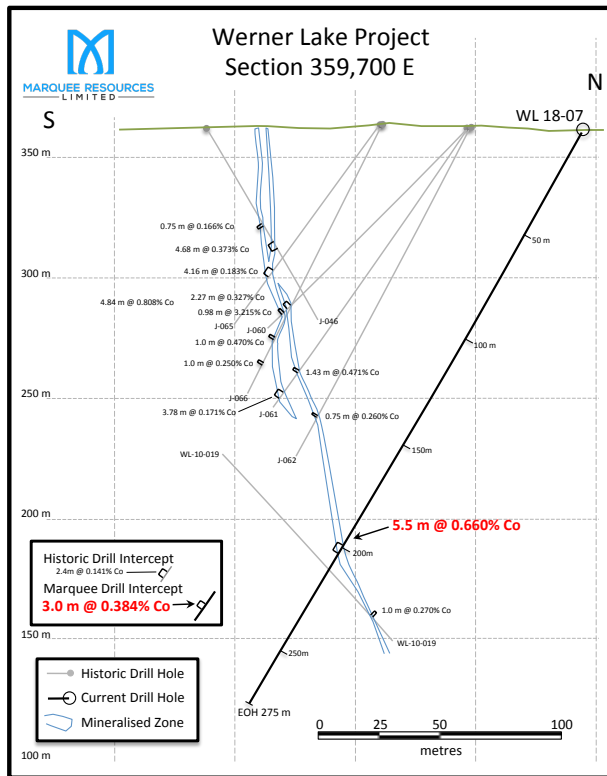 Werner Lake Project
Section 359,700 E
MARQUEE RESOURCES
LIMITED
S
N
WL 18-07
350 m
50m
0.75 m @ 0.166% Co
4.68 m @ 0.373% Co
4.16 m @ 0.183% Co
300 m
2.27 m @ 0.327% Co
4.84 m @ 0.808% Co
0.98 m @ 3.215% Co
J-046
J-065
J-060
1.0 m @ 0.470% Co
100m
1.0 m @ 0.250% Co
1.43 m @ 0.471% Co
250 m
J-066
3.78 m @ 0.171% Co
J-061
0.75 m @ 0.260% Co
150m
WL-10-019
J-062
200 m
5.5 m @ 0.660% Co
200m
Historic Drill Intercept
2.4m @ 0.141% Co
Marquee Drill Intercept
3.0 m @ 0.384% Co
1.0 m @ 0.270% Co
150 m
WL-10-019
250m
Historic Drill Hole
Current Drill Hole
Mineralised Zone
EOH 275 m
0 25 50 100
metres
100 m